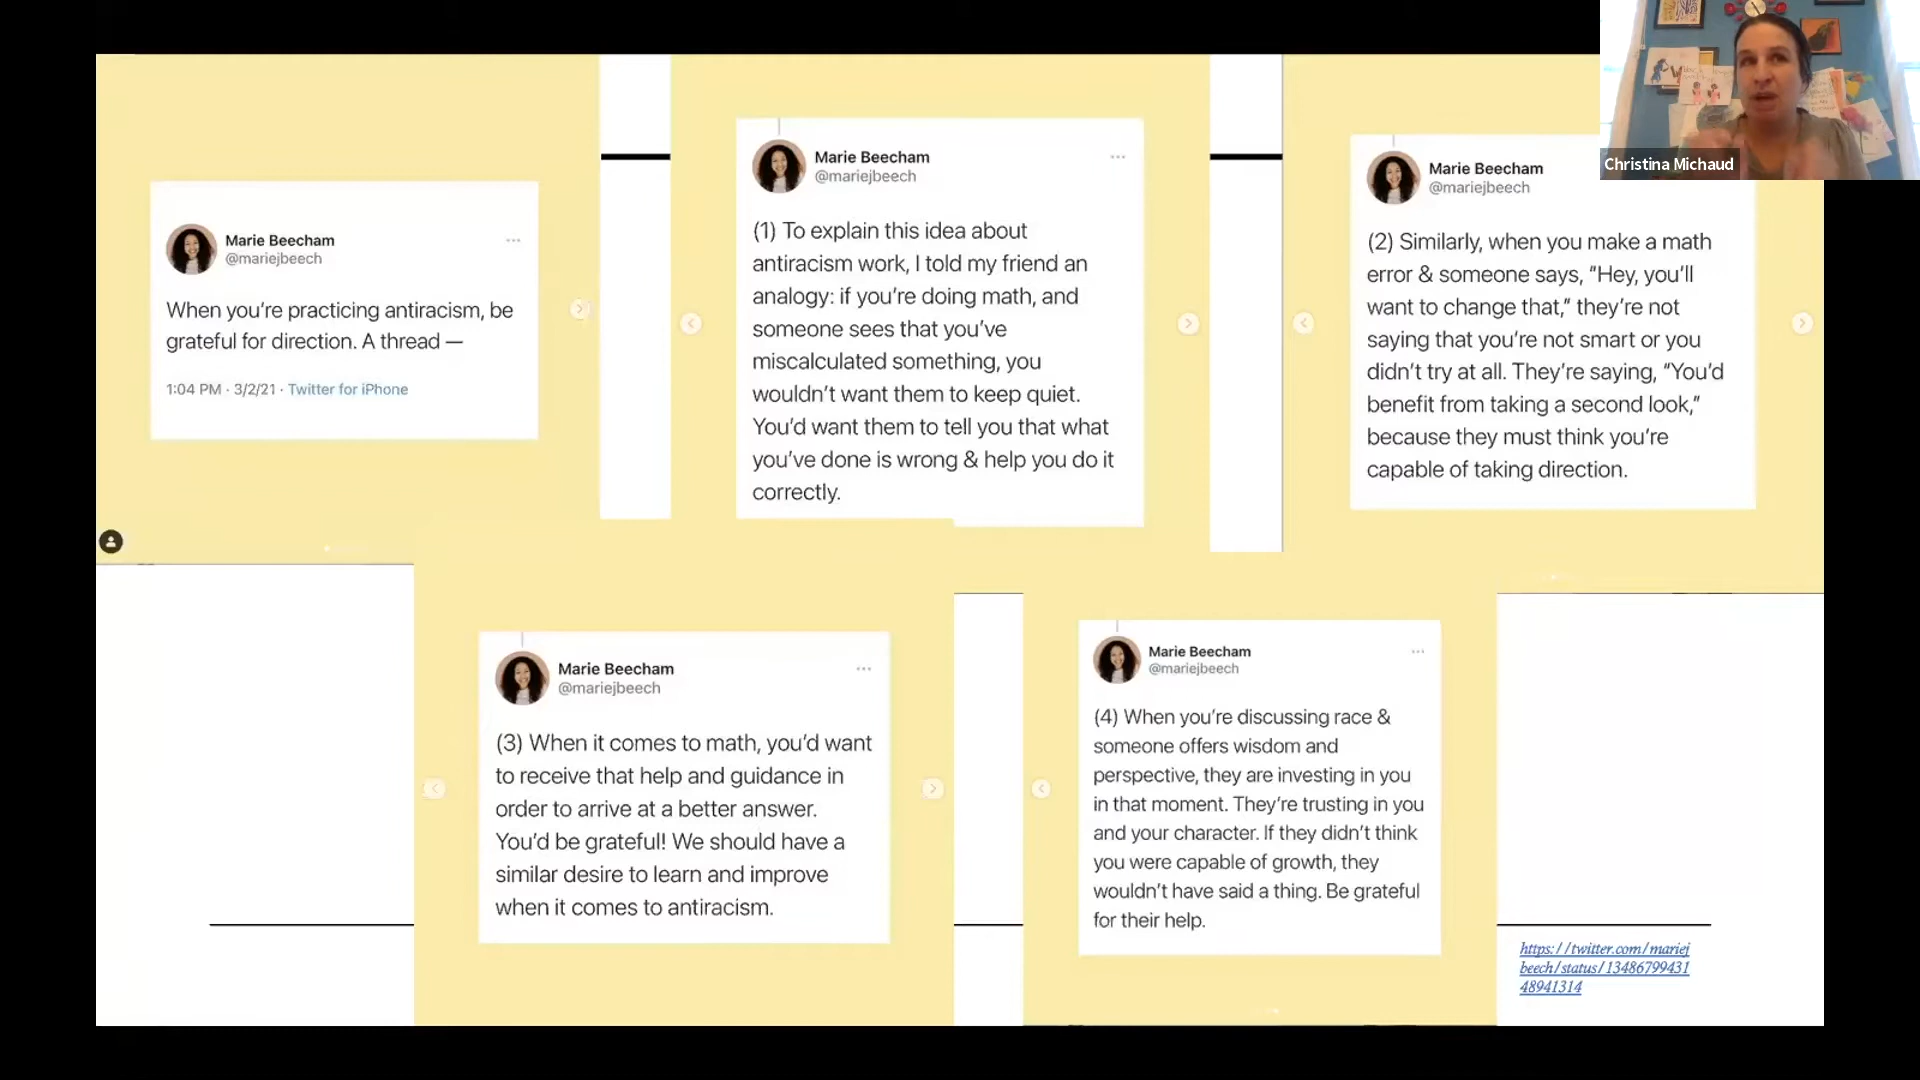 Christina Michaud
Marie Beecham
@mariejbeech
When you’re practicing antiracism, be
grateful for direction. A thread —
1:04 PM · 3/2/21 · Twitter for iPhone
Marie Beecham
@mariejbeech
(1) To explain this idea about
antiracism work, I told my friend an
analogy: if you’re doing math, and
someone sees that you’ve
miscalculated something, you
wouldn’t want them to keep quiet.
You’d want them to tell you that what
you’ve done is wrong & help you do it
correctly.
Marie Beecham
@mariejbeech
(2) Similarly, when you make a math
error & someone says, “Hey, you’ll
want to change that,” they’re not
saying that you’re not smart or you
didn’t try at all. They’re saying, “You’d
benefit from taking a second look,”
because they must think you’re
capable of taking direction.
Marie Beecham
@mariejbeech
(3) When it comes to math, you’d want
to receive that help and guidance in
order to arrive at a better answer.
You’d be grateful! We should have a
similar desire to learn and improve
when it comes to antiracism.
Marie Beecham
@mariejbeech
(4) When you’re discussing race &
someone offers wisdom and
perspective, they are investing in you
in that moment. They’re trusting in you
and your character. If they didn’t think
you were capable of growth, they
wouldn’t have said a thing. Be grateful
for their help.
https://twitter.com/mariej
beech/status/13486799431
48941314